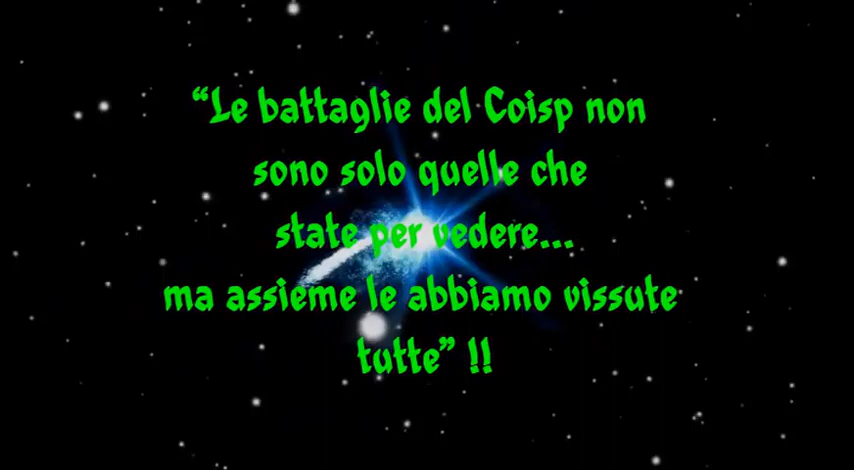 “Le battaglie del Coisp non
sono solo quelle che
state per vedere...
ma assieme le abbiamo vissute
tutte” !!